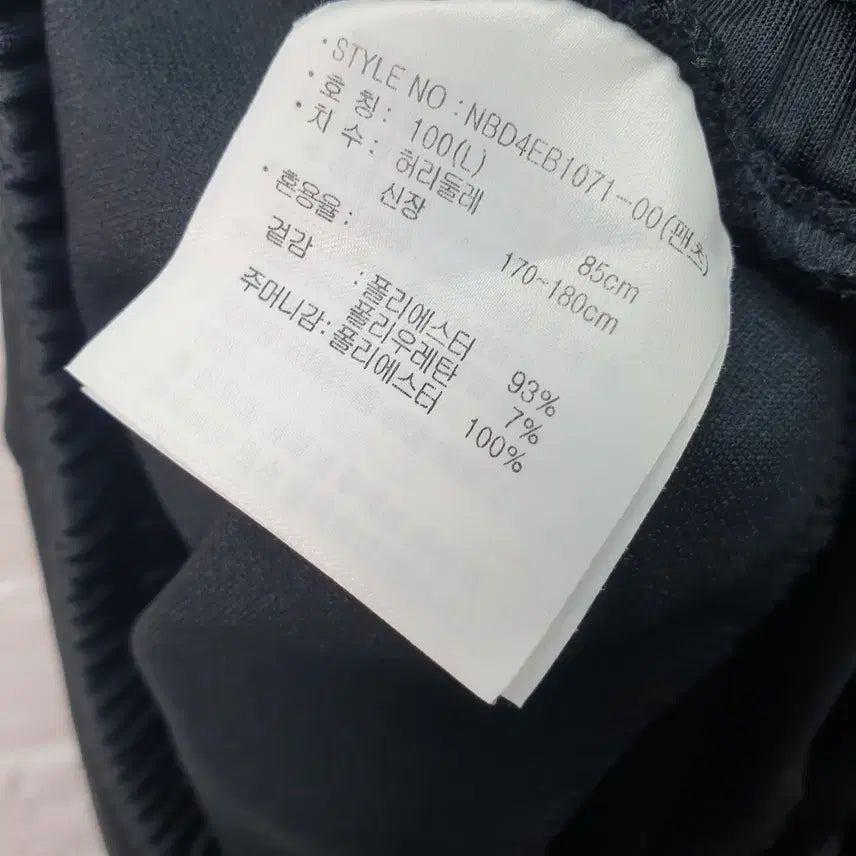 · STYLE NO : NBD4EB1071-00(팬츠)
· 호 칭 : 100(L)
· 치 수 : 허리둘레 85cm
신장 170~180cm
· 혼용율 :
겉감 : 폴리에스터 93%
폴리우레탄 7%
주머니감 : 폴리에스터 100%